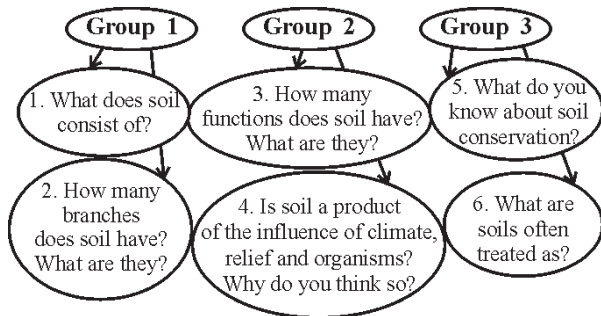 Group 1
Group 2
Group 3
1. What does soil
consist of?
2. How many
branches
does soil have?
What are they?
3. How many
functions does soil have?
What are they?
4. Is soil a product
of the influence of climate,
relief and organisms?
Why do you think so?
5. What do you
know about soil
conservation?
6. What are
soils often
treated as?